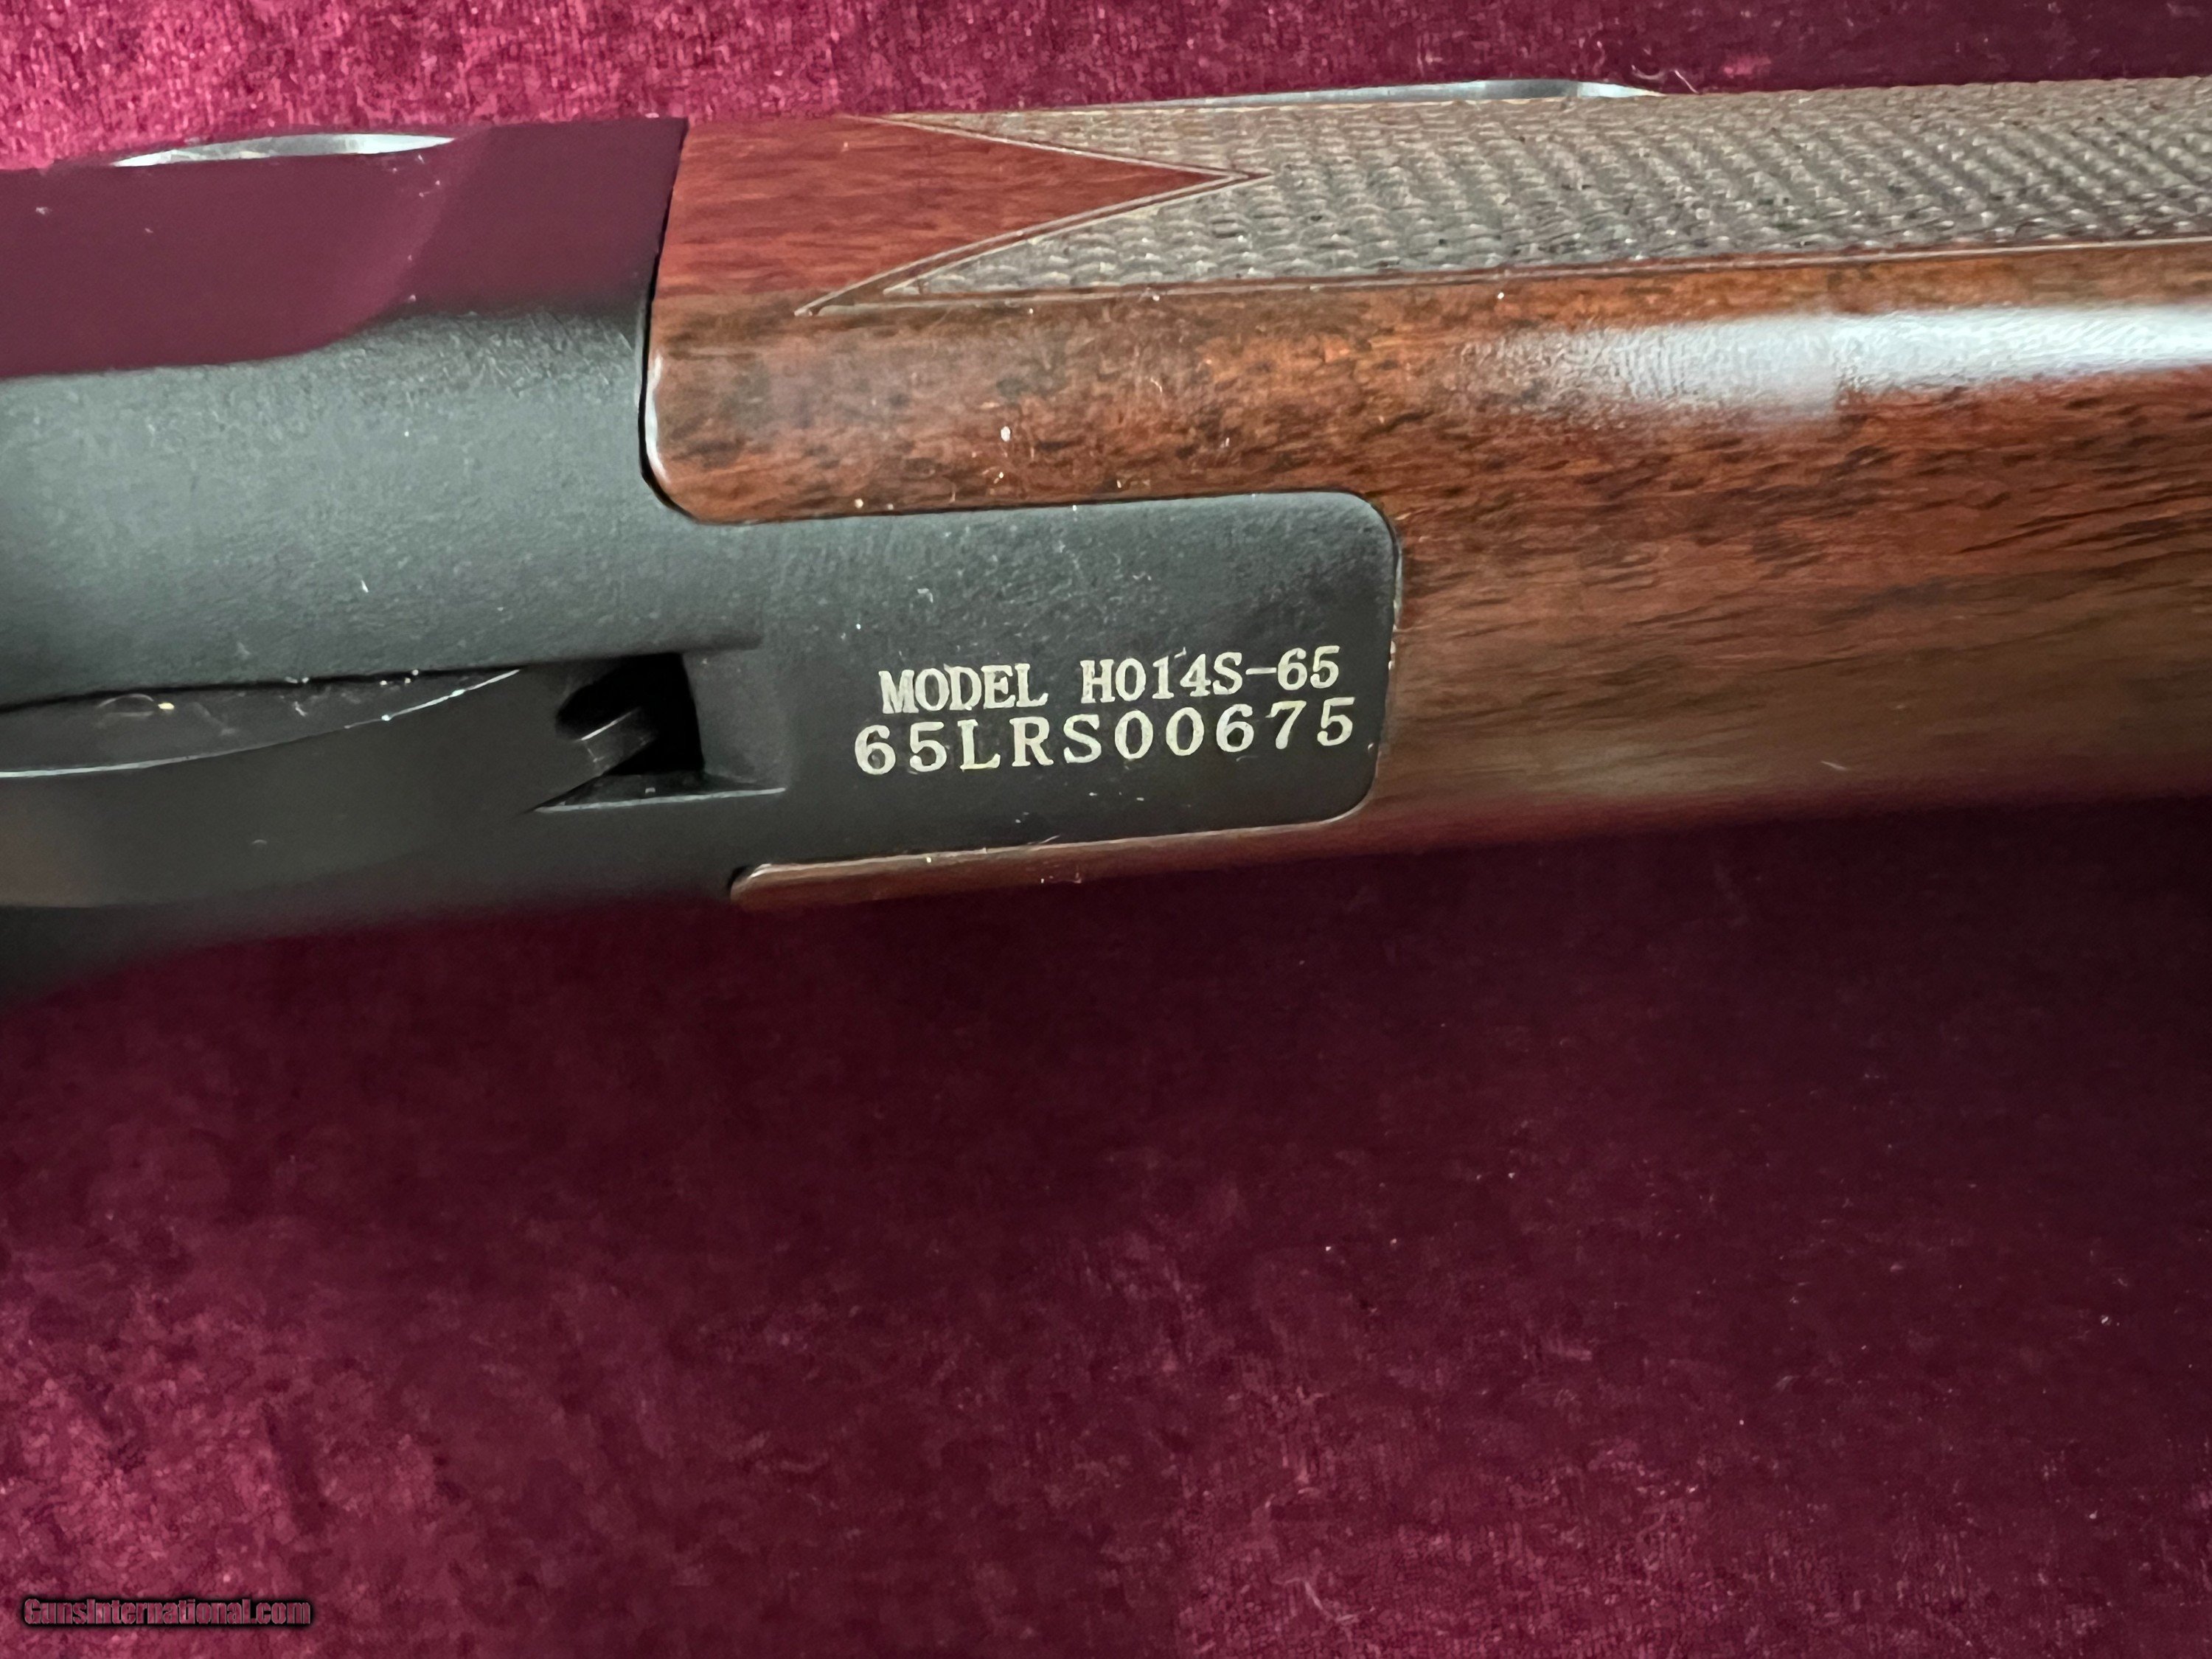 MODEL H014S-65
65LRS00675
GunsInternational.com